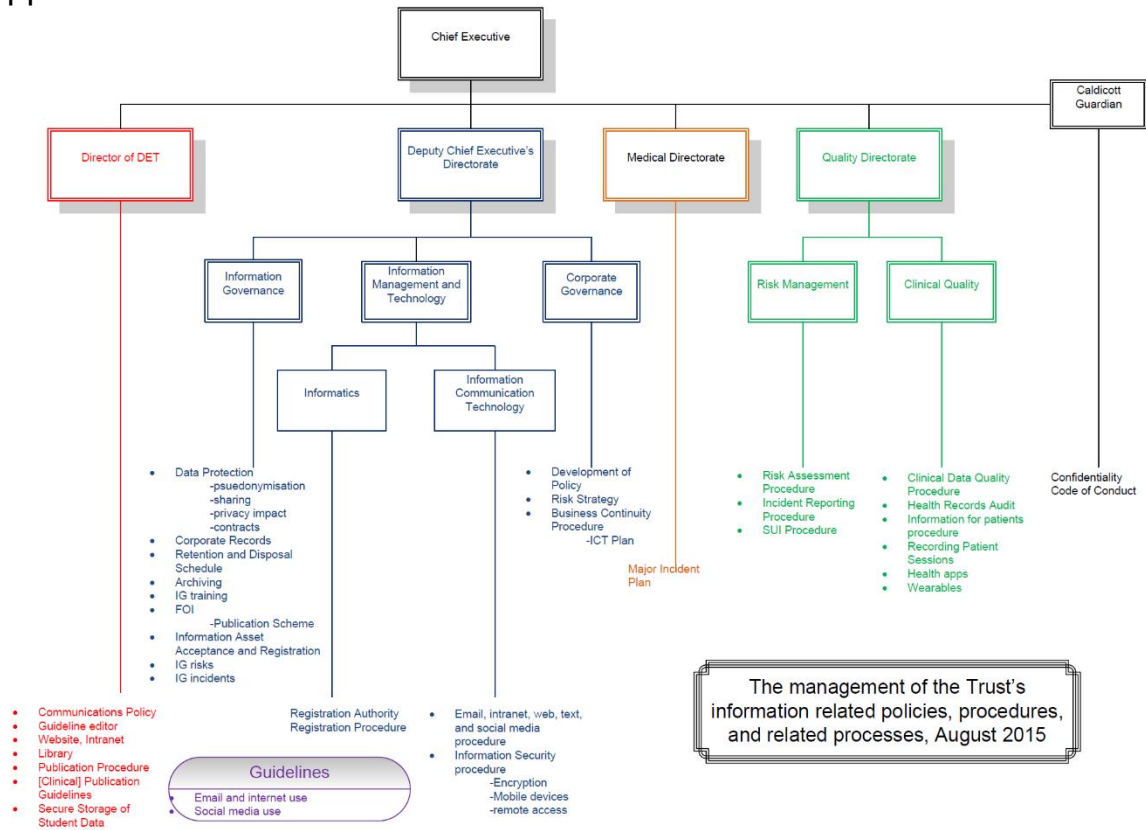 Chief Executive
Caldicott
Guardian
Director of DET
Deputy Chief Executive's
Directorate
Medical Directorate
Quality Directorate
Information
Governance
Information
Management and
Technology
Corporate
Governance
Risk Management
Clinical Quality
Informatics
Information
Communication
Technology
• Data Protection
-psuedonymisation
-sharing
-privacy impact
-contracts
• Corporate Records
• Retention and Disposal
Schedule
• Archiving
• IG training
• FOI
-Publication Scheme
• Information Asset
Acceptance and Registration
• IG risks
• IG incidents
• Development of
Policy
• Risk Strategy
• Business Continuity
Procedure
-ICT Plan
Major Incident
Plan
• Risk Assessment
Procedure
• Incident Reporting
Procedure
• SUI Procedure
• Clinical Data Quality
Procedure
• Health Records Audit
• Information for patients
procedure
• Recording Patient
Sessions
• Health apps
• Wearables
Confidentiality
Code of Conduct
• Communications Policy
• Guideline editor
• Website, Intranet
• Library
• Publication Procedure
• [Clinical] Publication
Guidelines
• Secure Storage of
Student Data
Registration Authority
Registration Procedure
Guidelines
• Email and internet use
• Social media use
• Email, intranet, web, text,
and social media
procedure
• Information Security
procedure
-Encryption
-Mobile devices
-remote access
The management of the Trust's
information related policies, procedures,
and related processes, August 2015